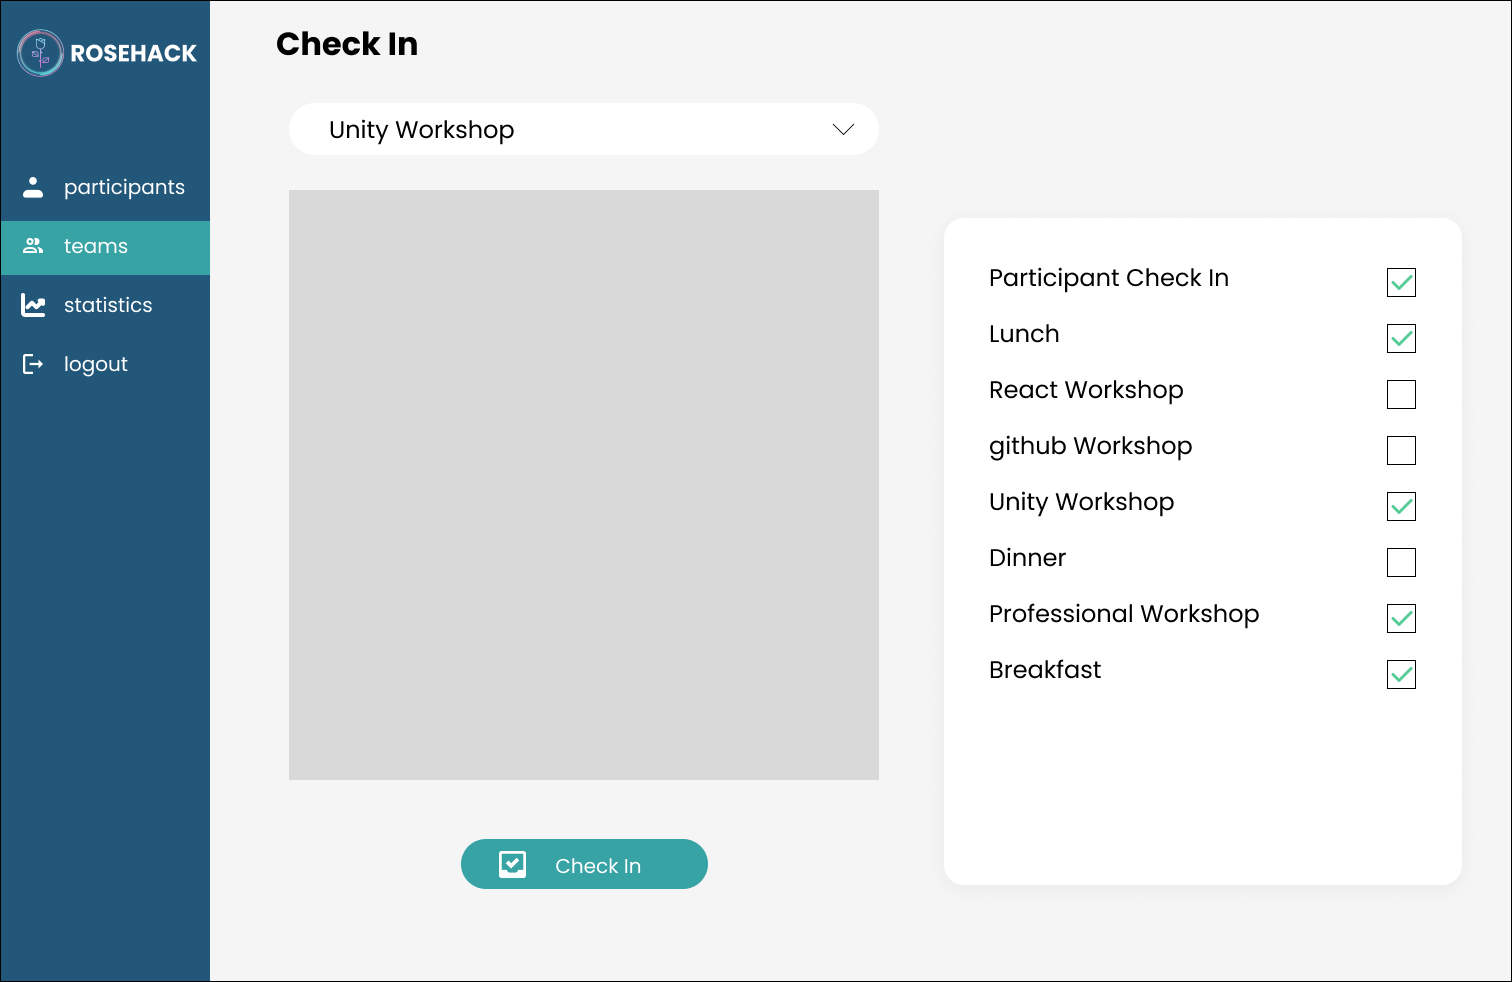 ROSEHACK
participants
teams
statistics
logout
Check In
Unity Workshop
Check In
Participant Check In
Lunch
React Workshop
github Workshop
Unity Workshop
Dinner
Professional Workshop
Breakfast